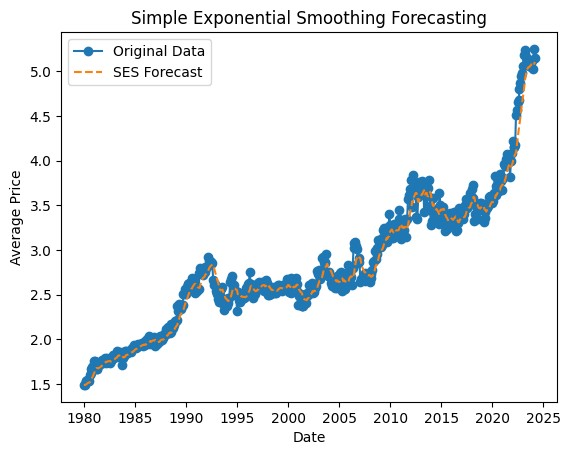 Simple Exponential Smoothing Forecasting
Original Data
SES Forecast
Average Price
5.0
4.5
4.0
3.5
3.0
2.5
2.0
1.5
1980 1985 1990 1995 2000 2005 2010 2015 2020 2025
Date